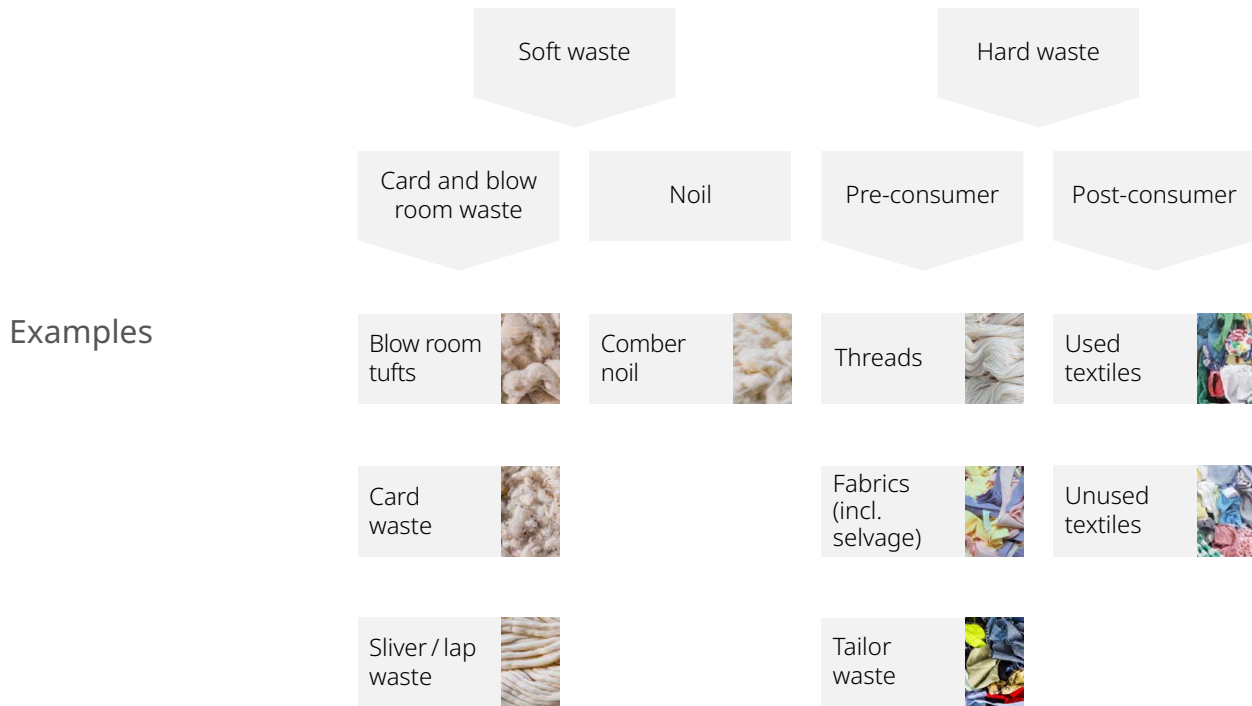 Soft waste
Hard waste
Card and blow
room waste
Noil
Pre-consumer
Post-consumer
Examples
Blow room
tufts
Comber
noil
Threads
Used
textiles
Card
waste
Fabrics
(incl.
selvage)
Unused
textiles
Sliver / lap
waste
Tailor
waste